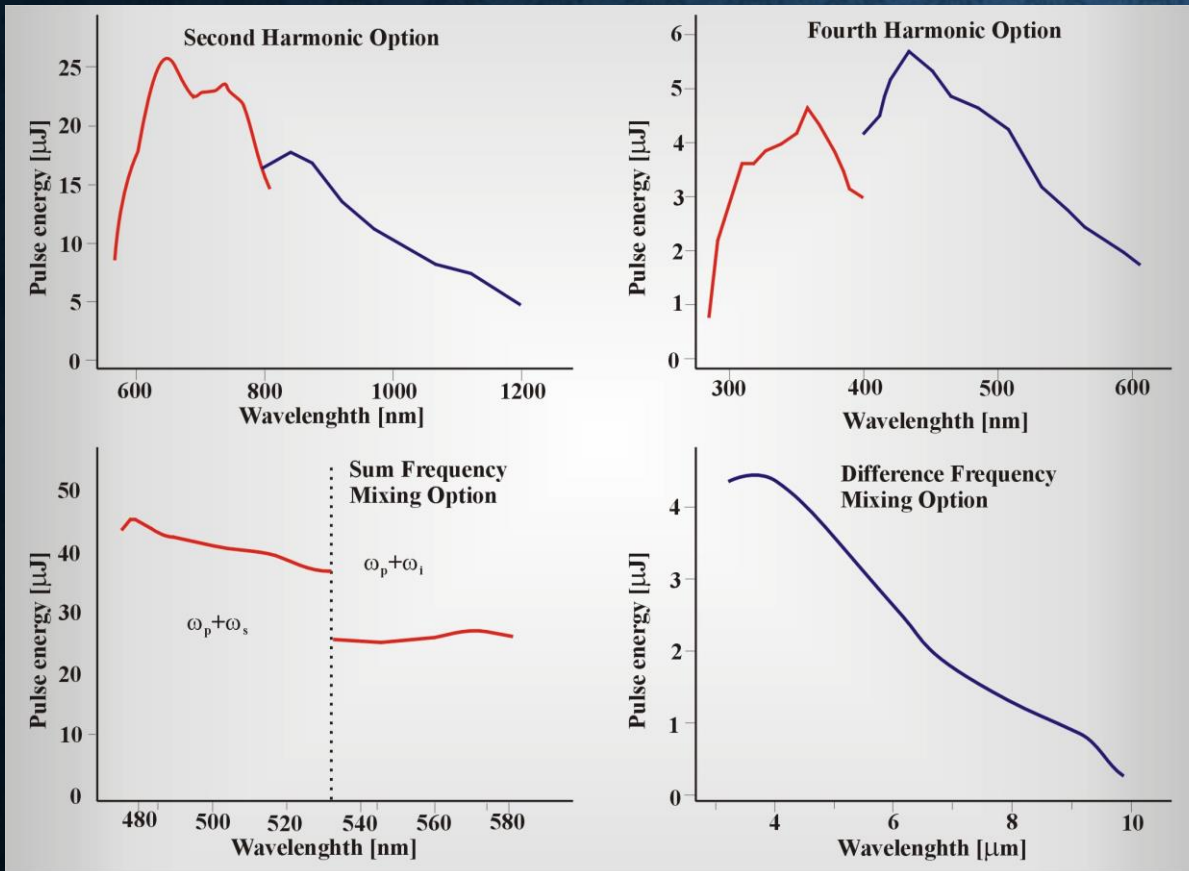 Second Harmonic Option
Pulse energy [µJ]
25
20
15
10
5
0
600
800
1000
1200
Wavelenghth [nm]
Fourth Harmonic Option
Pulse energy [µJ]
6
5
4
3
2
1
0
300
400
500
600
Wavelenghth [nm]
Sum Frequency
Mixing Option
Pulse energy [µJ]
50
40
30
20
10
0
ωp+ωi
ωp+ωs
480
500
520
540
560
580
Wavelenghth [nm]
Difference Frequency
Mixing Option
Pulse energy [µJ]
4
3
2
1
0
4
6
8
10
Wavelenghth [µm]